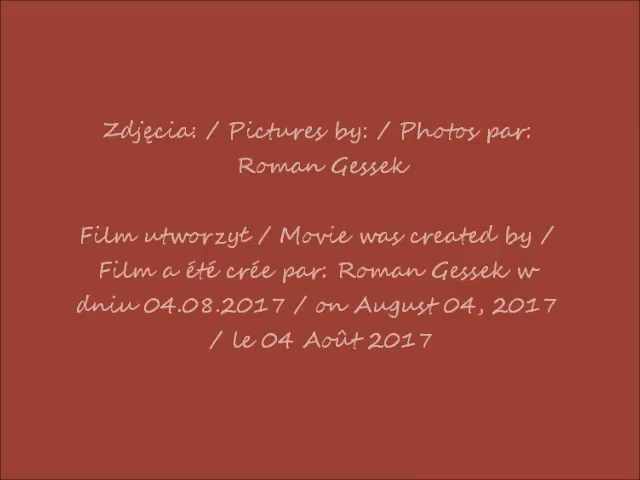 Zdjęcia: / Pictures by: / Photos par:
Roman Gessek
Film utworzył / Movie was created by /
Film a été crée par: Roman Gessek w
dniu 04.08.2017 / on August 04, 2017
/ le 04 Août 2017